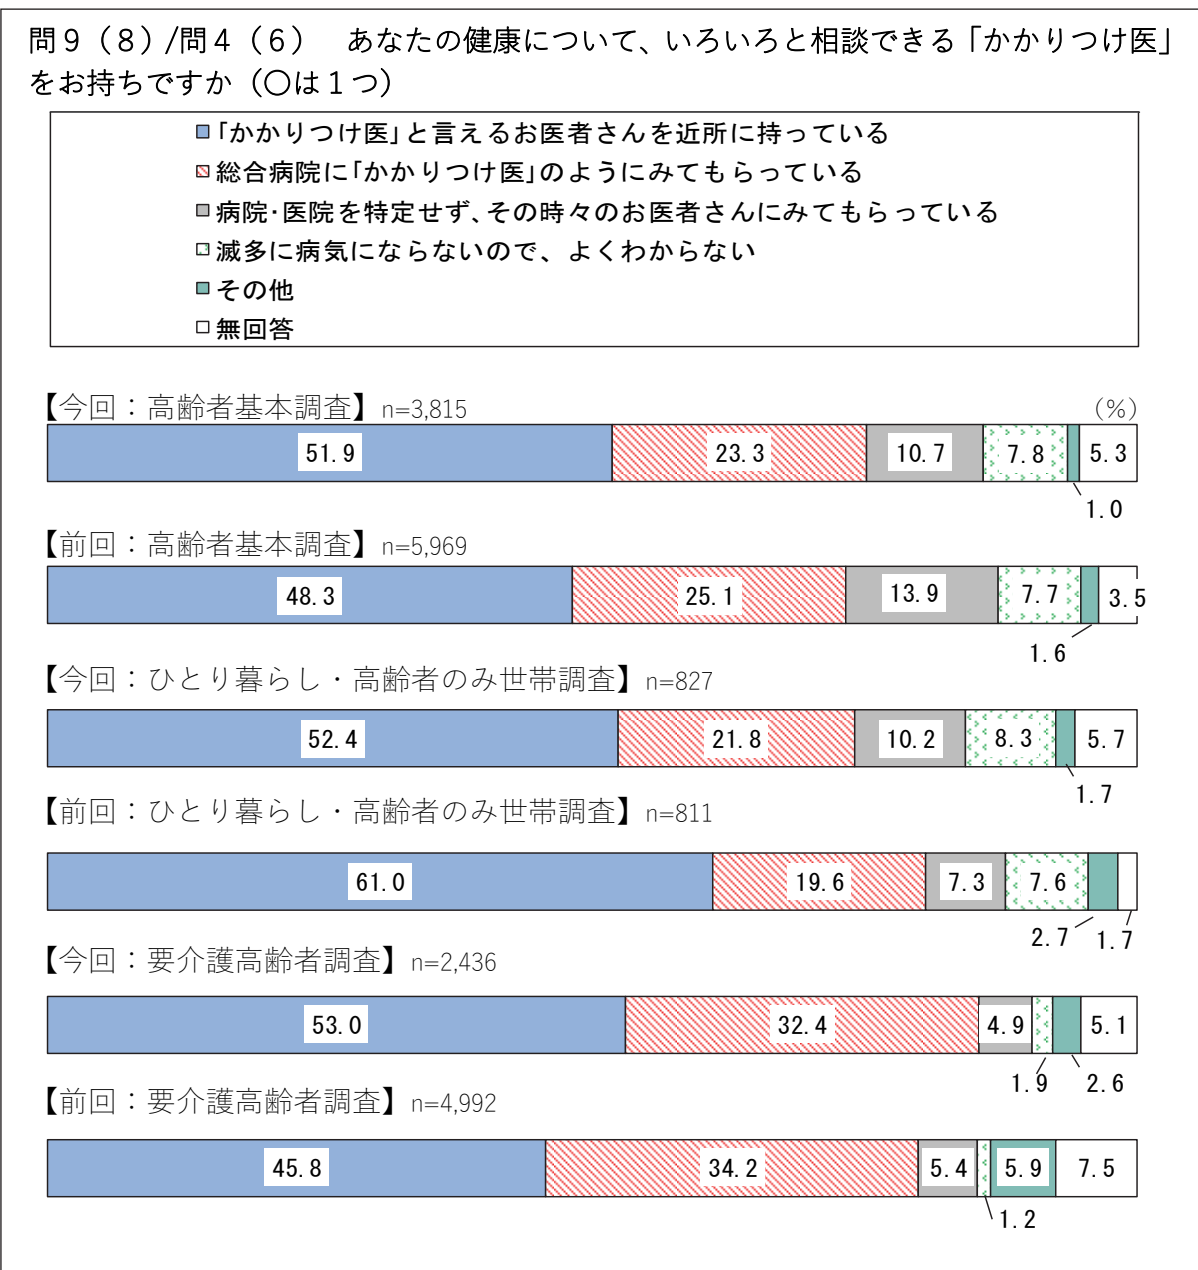 問９（８）/問４（６）　あなたの健康について、いろいろと相談できる「かかりつけ医」
をお持ちですか（〇は１つ）
「かかりつけ医」と言えるお医者さんを近所に持っている
総合病院に「かかりつけ医」のようにみてもらっている
病院・医院を特定せず、その時々のお医者さんにみてもらっている
滅多に病気にならないので、よくわからない
その他
無回答
【今回：高齢者基本調査】 n=3,815 （%）
51.9 23.3 10.7 7.8 5.3
1.0
【前回：高齢者基本調査】 n=5,969
48.3 25.1 13.9 7.7 3.5
1.6
【今回：ひとり暮らし・高齢者のみ世帯調査】 n=827
52.4 21.8 10.2 8.3 5.7
1.7
【前回：ひとり暮らし・高齢者のみ世帯調査】 n=811
61.0 19.6 7.3 7.6
2.7 1.7
【今回：要介護高齢者調査】 n=2,436
53.0 32.4 4.9 5.1
1.9 2.6
【前回：要介護高齢者調査】 n=4,992
45.8 34.2 5.4 5.9 7.5
1.2